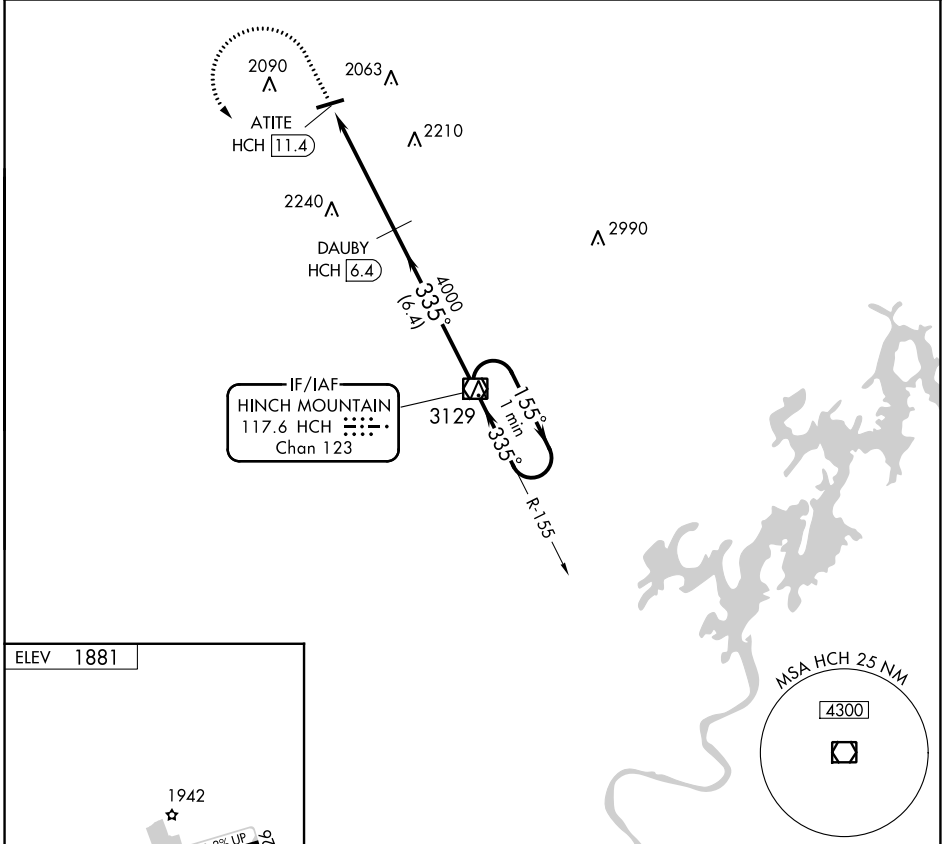 2090
2063
ATITE
HCH 11.4
2210
2240
2990
DAUBY
HCH 6.4
4000
335°
(6.4)
IF/IAF
HINCH MOUNTAIN
117.6 HCH
Chan 123
3129
155°
1 min
335°
R-155
ELEV 1881
MSA HCH 25 NM
4300
1942
% UP
26